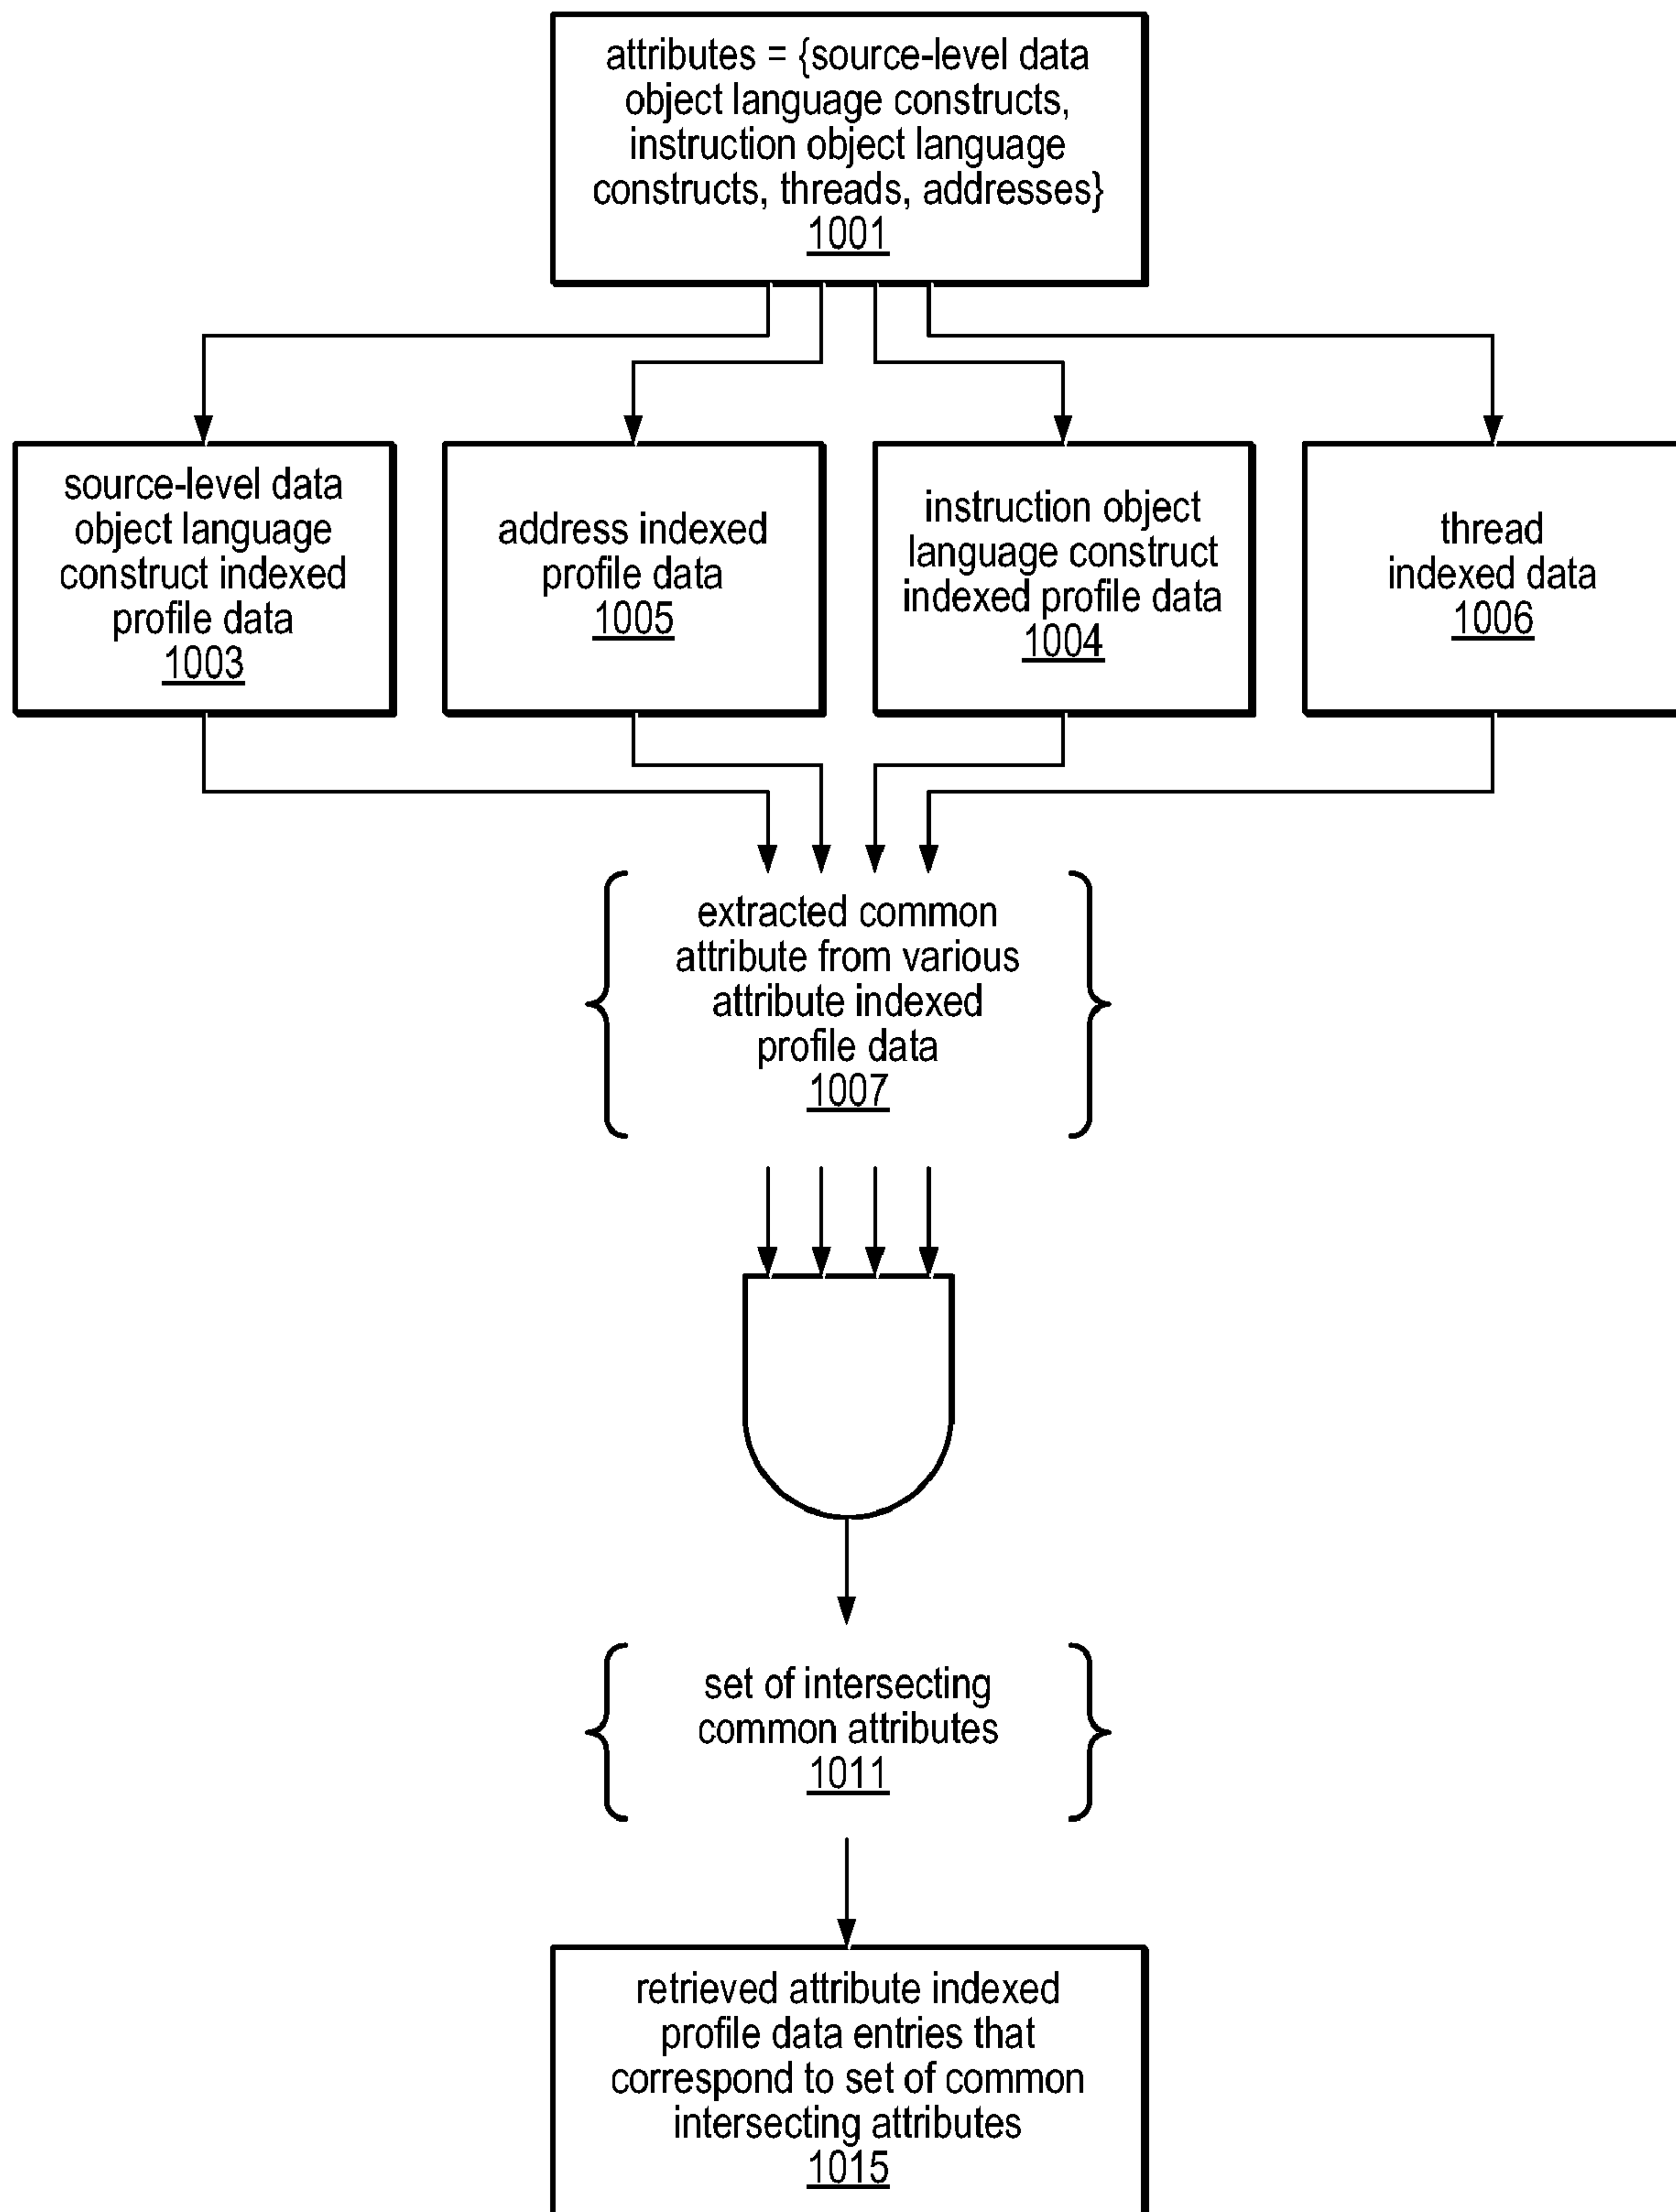 attributes = {source-level data
object language constructs,
instruction object language
constructs, threads, addresses}
1001
source-level data
object language
construct indexed
profile data
1003
address indexed
profile data
1005
instruction object
language construct
indexed profile data
1004
thread
indexed data
1006
extracted common
attribute from various
attribute indexed
profile data
1007
set of intersecting
common attributes
1011
retrieved attribute indexed
profile data entries that
correspond to set of common
intersecting attributes
1015